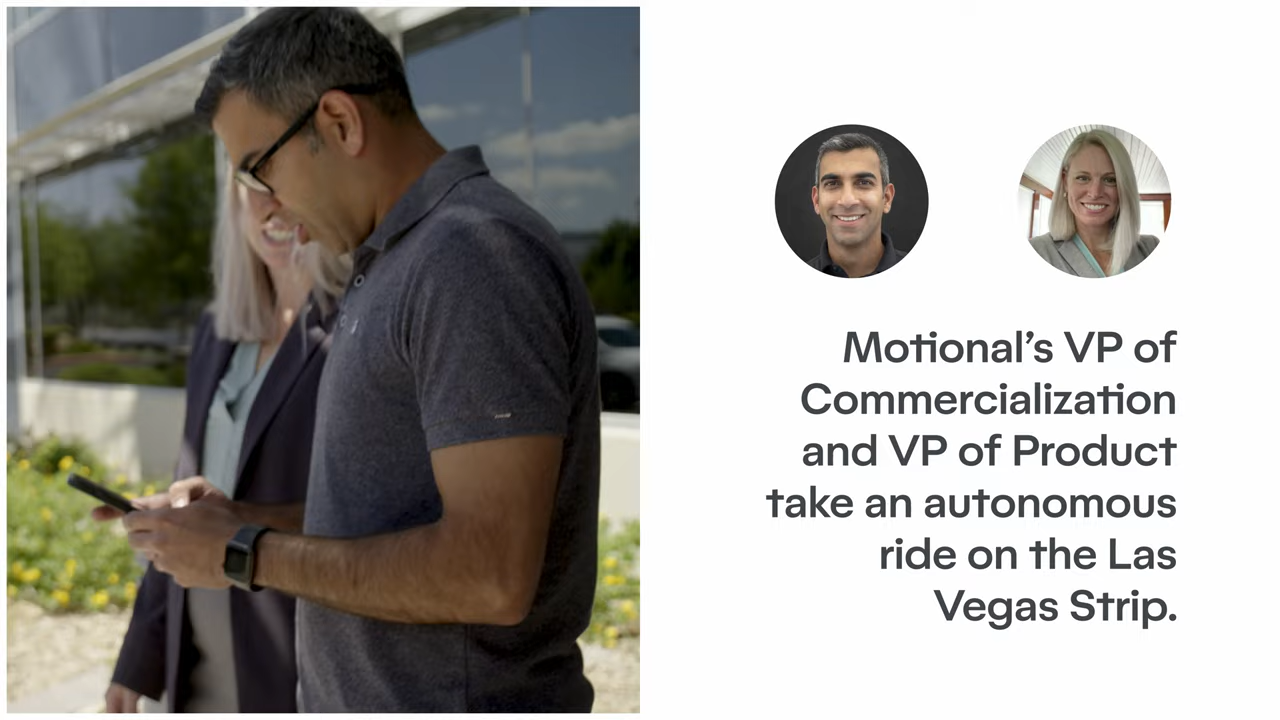 Motional’s VP of
Commercialization
and VP of Product
take an autonomous
ride on the Las
Vegas Strip.